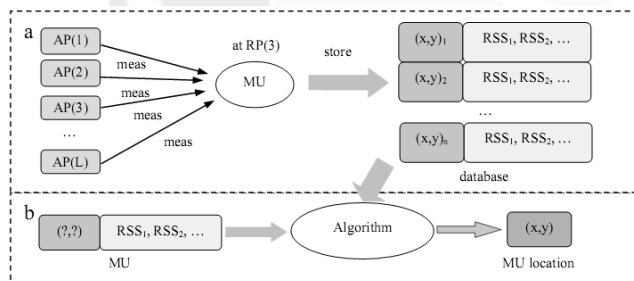 a
AP(1)
AP(2)
AP(3)
…
AP(L)
meas
meas
meas
meas
at RP(3)
MU
store
(x,y)₁ RSS₁, RSS₂, …
(x,y)₂ RSS₁, RSS₂, …
…
(x,y)ₙ RSS₁, RSS₂, …
database
b
(?,?) RSS₁, RSS₂, …
MU
Algorithm
(x,y)
MU location